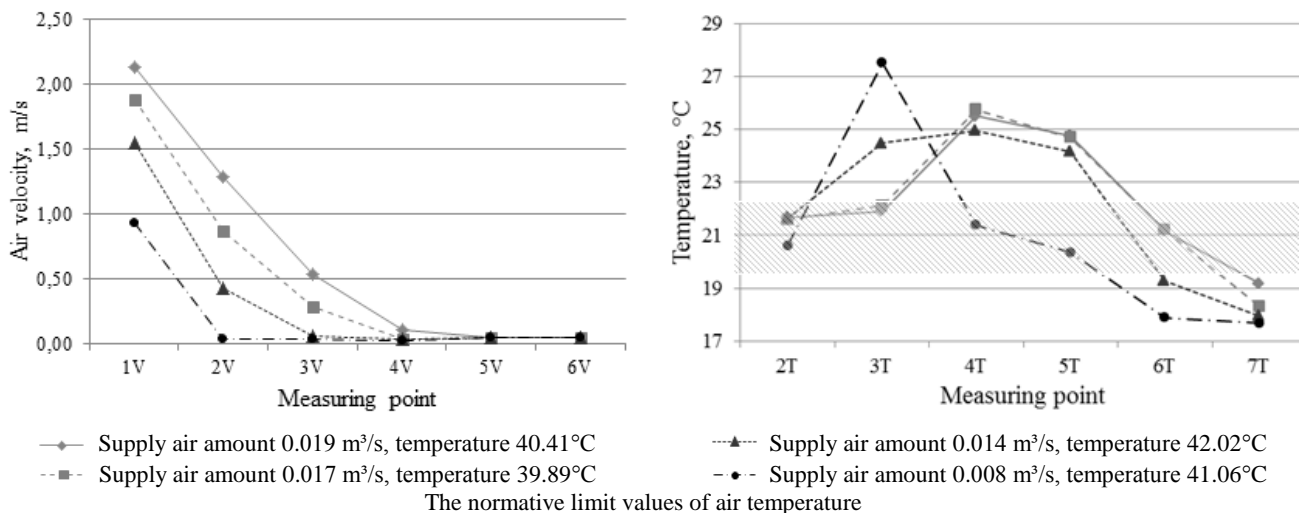 2,50
2,00
1,50
1,00
0,50
0,00
Air velocity, m/s
1V 2V 3V 4V 5V 6V
Measuring point
29
27
25
23
21
19
17
Temperature, °C
2T 3T 4T 5T 6T 7T
Measuring point
Supply air amount 0.019 m³/s, temperature 40.41°C
Supply air amount 0.014 m³/s, temperature 42.02°C
Supply air amount 0.017 m³/s, temperature 39.89°C
Supply air amount 0.008 m³/s, temperature 41.06°C
The normative limit values of air temperature